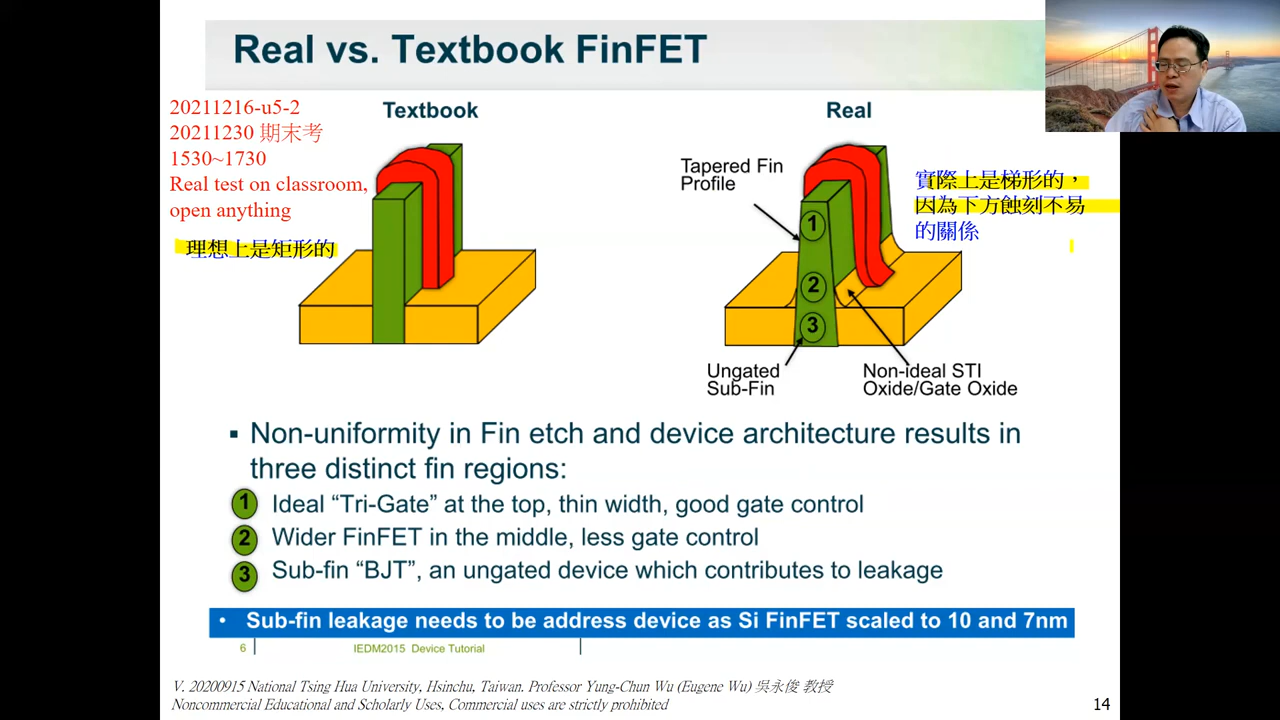 Real vs. Textbook FinFET
20211216-u5-2
20211230 期末考
1530~1730
Real test on classroom,
open anything
理想上是矩形的
Textbook
Real
Tapered Fin
Profile
實際上是梯形的，
因為下方蝕刻不易
的關係
1
2
3
Ungated
Sub-Fin
Non-ideal STI
Oxide/Gate Oxide
▪ Non-uniformity in Fin etch and device architecture results in
three distinct fin regions:
1 Ideal “Tri-Gate” at the top, thin width, good gate control
2 Wider FinFET in the middle, less gate control
3 Sub-fin “BJT”, an ungated device which contributes to leakage
• Sub-fin leakage needs to be address device as Si FinFET scaled to 10 and 7nm
6 IEDM2015 Device Tutorial
V. 20200915 National Tsing Hua University, Hsinchu, Taiwan. Professor Yung-Chun Wu (Eugene Wu) 吳永俊 教授
Noncommercial Educational and Scholarly Uses, Commercial uses are strictly prohibited
14